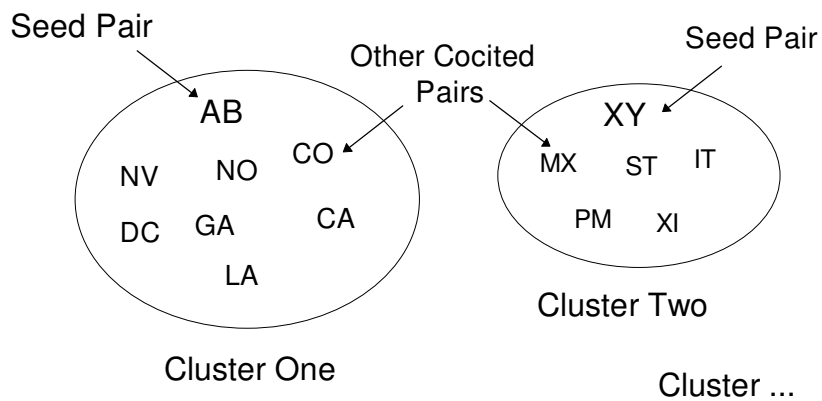 Seed Pair
Other Cocited
Pairs
Seed Pair
AB
CO
NV
NO
DC
GA
CA
LA
Cluster One
XY
MX
ST
IT
PM
XI
Cluster Two
Cluster ...